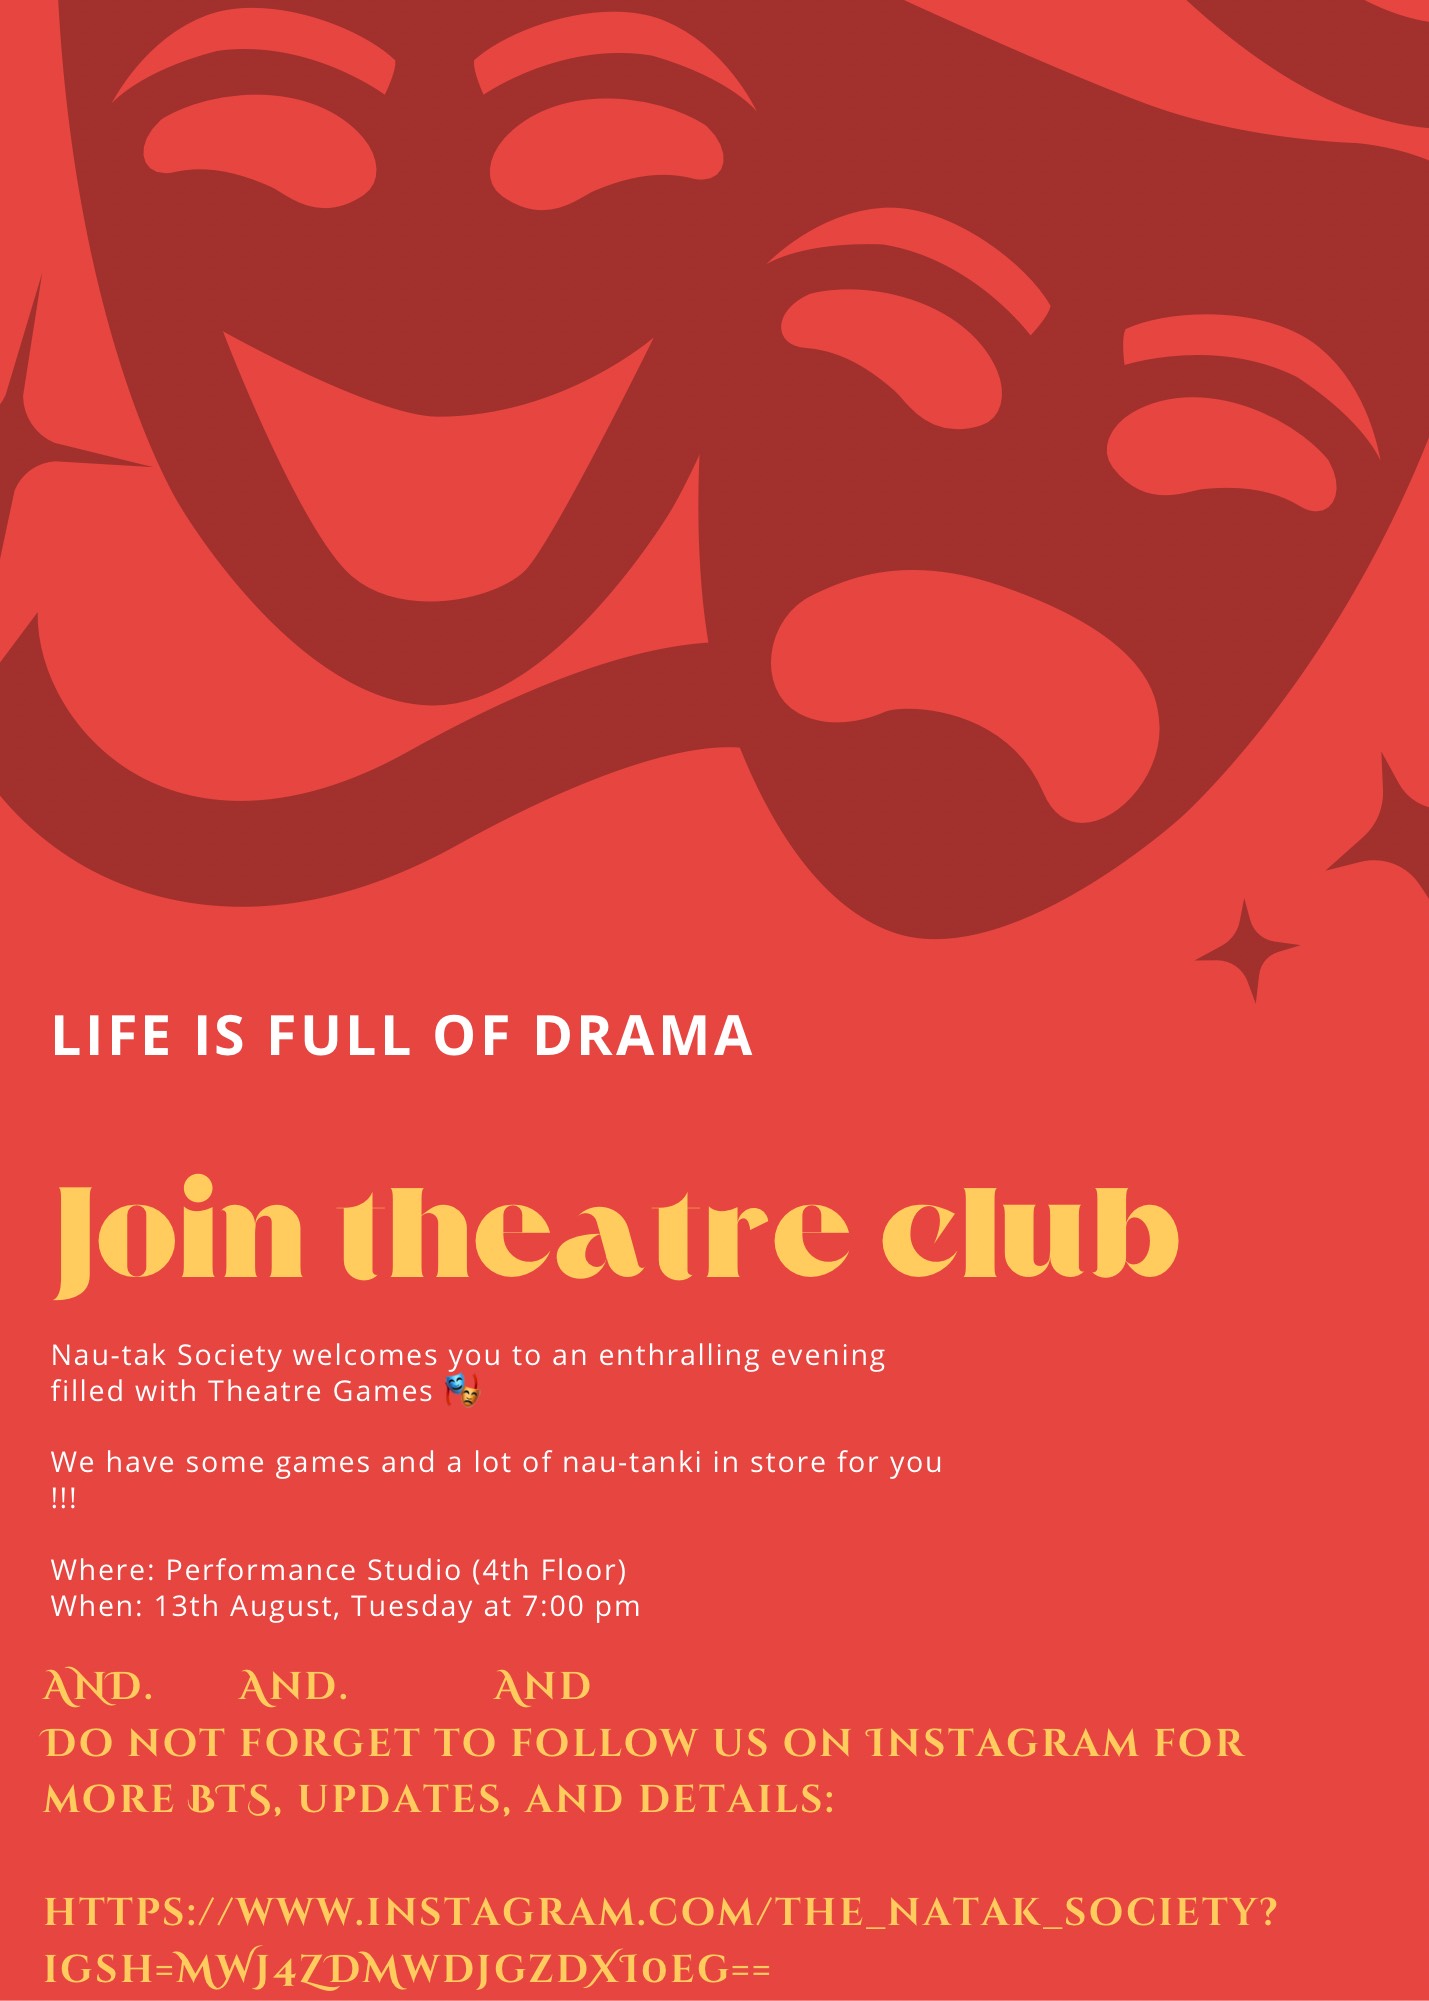 LIFE IS FULL OF DRAMA
Join theatre club
Nau-tak Society welcomes you to an enthralling evening
filled with Theatre Games 🎭
We have some games and a lot of nau-tanki in store for you
!!!
Where: Performance Studio (4th Floor)
When: 13th August, Tuesday at 7:00 pm
AND. AND. AND
DO NOT FORGET TO FOLLOW US ON INSTAGRAM FOR
MORE BTS, UPDATES, AND DETAILS:
HTTPS://WWW.INSTAGRAM.COM/THE_NATAK_SOCIETY?
IGSH=MWJ4ZDMWDJGZDXI0EG==